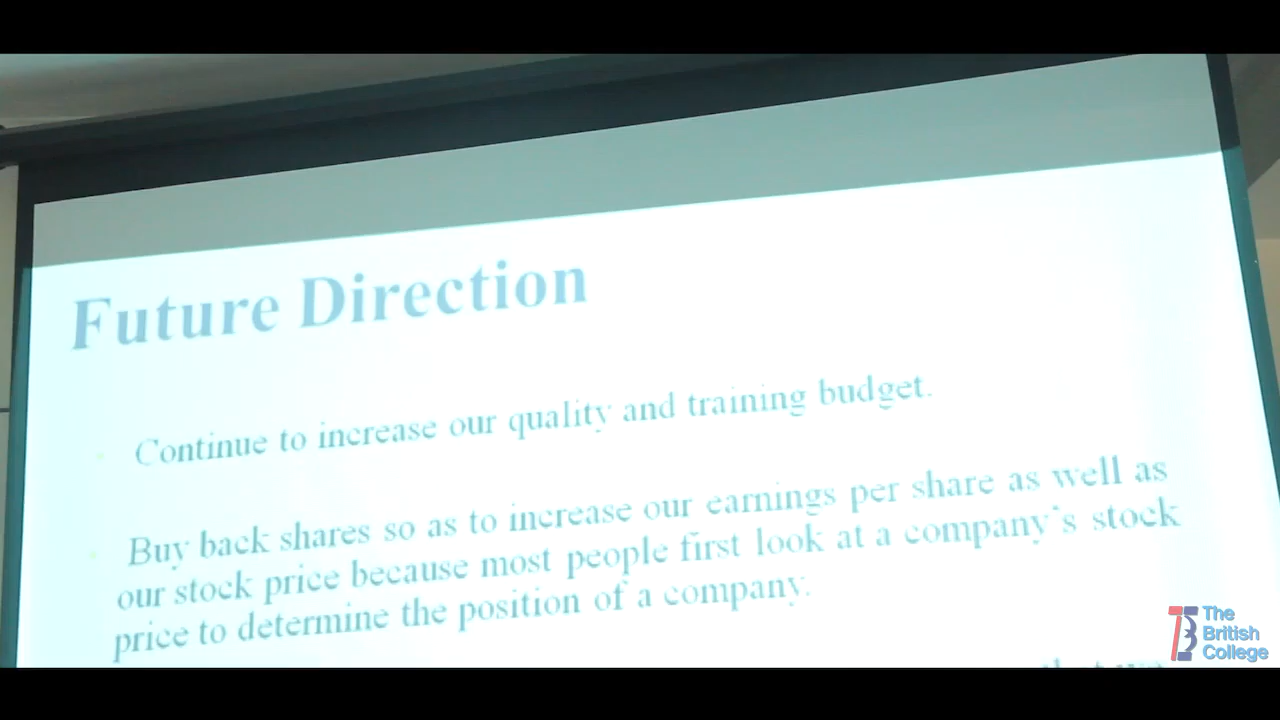 Future Direction
Continue to increase our quality and training budget.
Buy back shares so as to increase our earnings per share as well as
our stock price because most people first look at a company's stock
price to determine the position of a company.
The
British
College